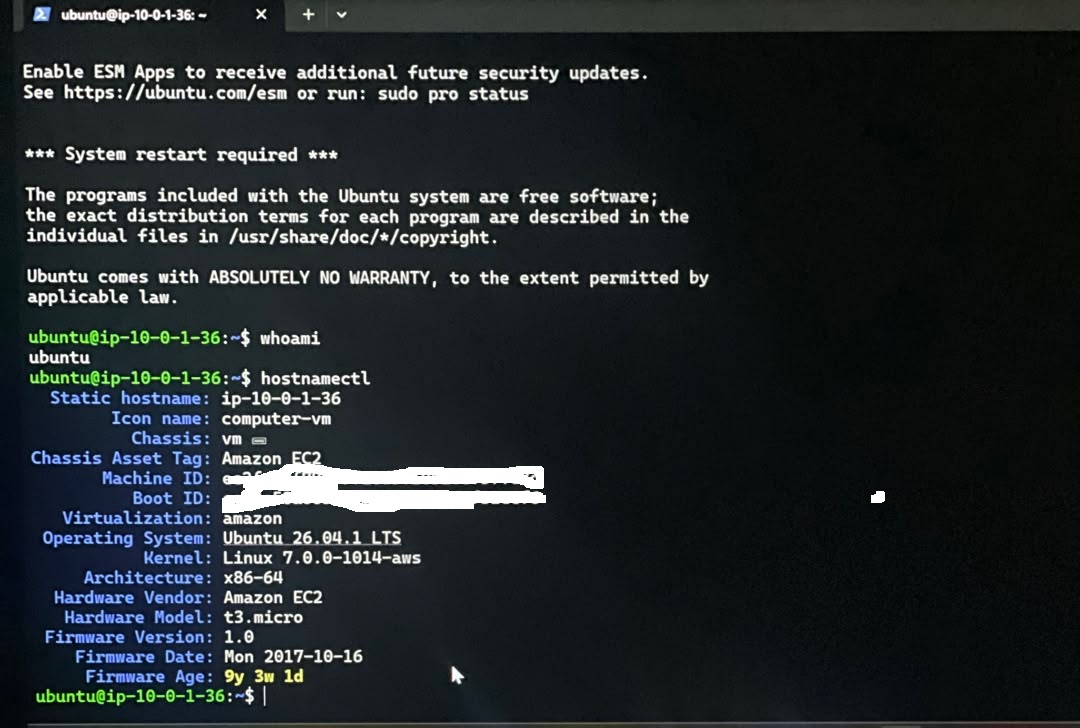 ubuntu@ip-10-0-1-36: ~
Enable ESM Apps to receive additional future security updates.
See https://ubuntu.com/esm or run: sudo pro status
*** System restart required ***
The programs included with the Ubuntu system are free software;
the exact distribution terms for each program are described in the
individual files in /usr/share/doc/*/copyright.
Ubuntu comes with ABSOLUTELY NO WARRANTY, to the extent permitted by
applicable law.
ubuntu@ip-10-0-1-36:~$ whoami
ubuntu
ubuntu@ip-10-0-1-36:~$ hostnamectl
Static hostname: ip-10-0-1-36
Icon name: computer-vm
Chassis: vm
Chassis Asset Tag: Amazon EC2
Machine ID:
Boot ID:
Virtualization: amazon
Operating System: Ubuntu 26.04.1 LTS
Kernel: Linux 7.0.0-1014-aws
Architecture: x86-64
Hardware Vendor: Amazon EC2
Hardware Model: t3.micro
Firmware Version: 1.0
Firmware Date: Mon 2017-10-16
Firmware Age: 9y 3w 1d
ubuntu@ip-10-0-1-36:~$